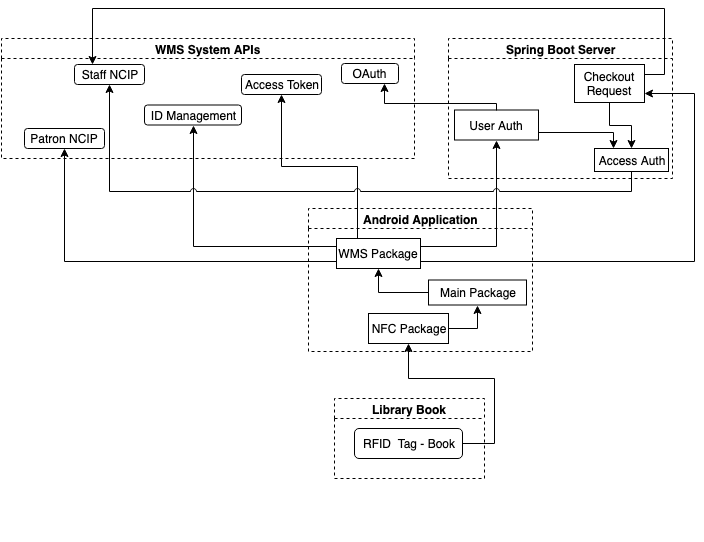 WMS System APIs
Staff NCIP
Access Token
OAuth
ID Management
Patron NCIP
Spring Boot Server
Checkout
Request
User Auth
Access Auth
Android Application
WMS Package
Main Package
NFC Package
Library Book
RFID Tag - Book